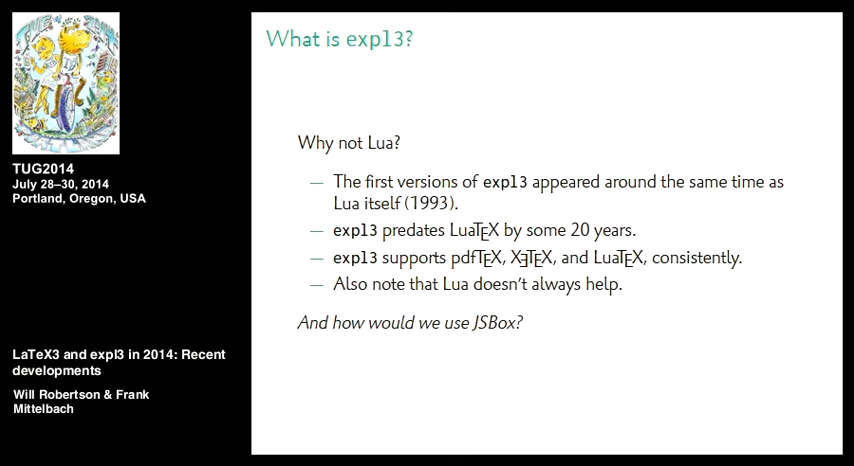 TUG2014
July 28–30, 2014
Portland, Oregon, USA
LaTeX3 and expl3 in 2014: Recent
developments
Will Robertson & Frank
Mittelbach
What is expl3?
Why not Lua?
— The first versions of expl3 appeared around the same time as
Lua itself (1993).
— expl3 predates LuaTEX by some 20 years.
— expl3 supports pdfTEX, XƎTEX, and LuaTEX, consistently.
— Also note that Lua doesn’t always help.
And how would we use JSBox?